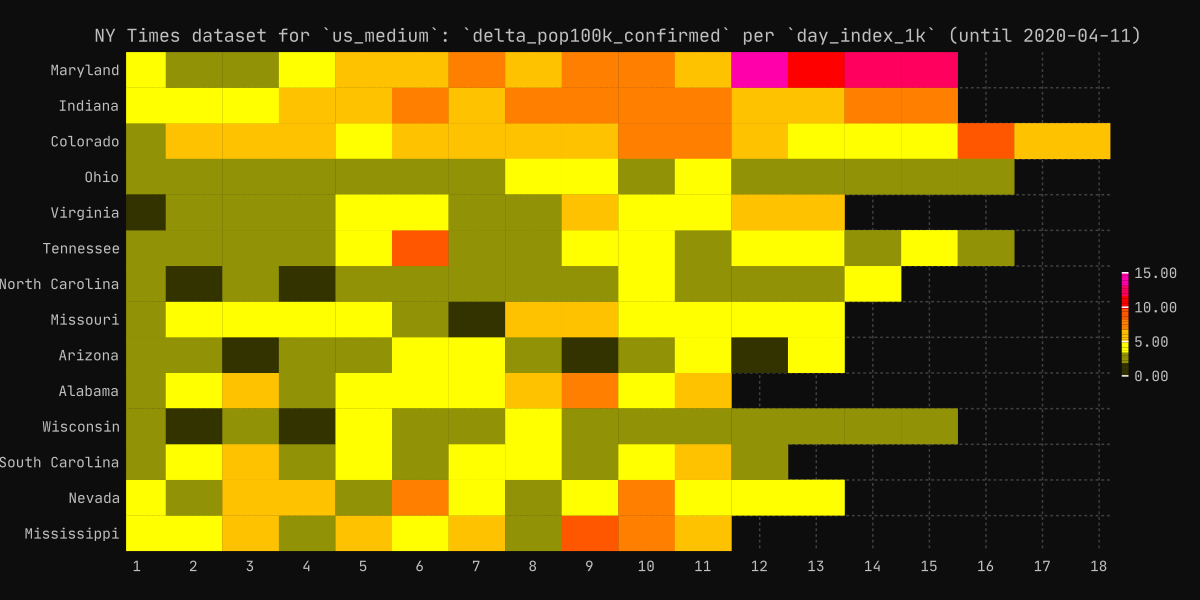 NY Times dataset for `us_medium`: `delta_pop100k_confirmed` per `day_index_1k` (until 2020-04-11)
Maryland
Indiana
Colorado
Ohio
Virginia
Tennessee
North Carolina
Missouri
Arizona
Alabama
Wisconsin
South Carolina
Nevada
Mississippi
15.00
10.00
5.00
0.00
1 2 3 4 5 6 7 8 9 10 11 12 13 14 15 16 17 18